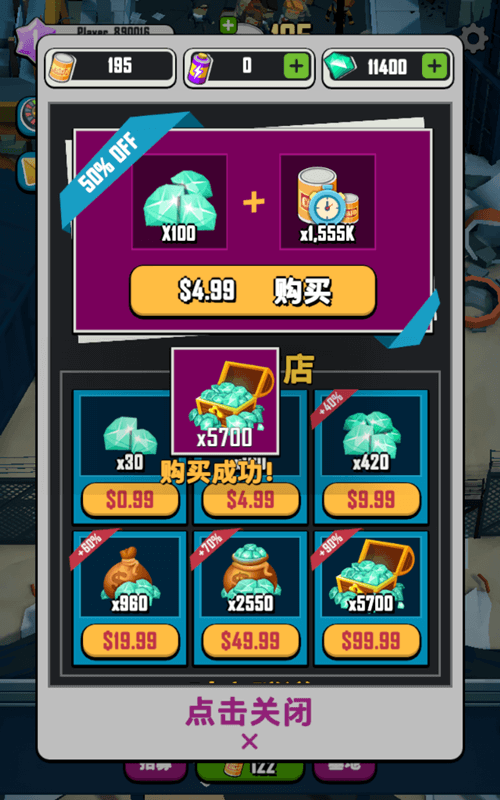 Player_890016
195
0
11400
50% OFF
X100
+
x1,555K
$4.99 购买
店
x5700
购买成功!
x30
$0.99
$4.99
+40%
x420
$9.99
+60%
x960
$19.99
+70%
x2550
$49.99
+90%
x5700
$99.99
点击关闭
×
122